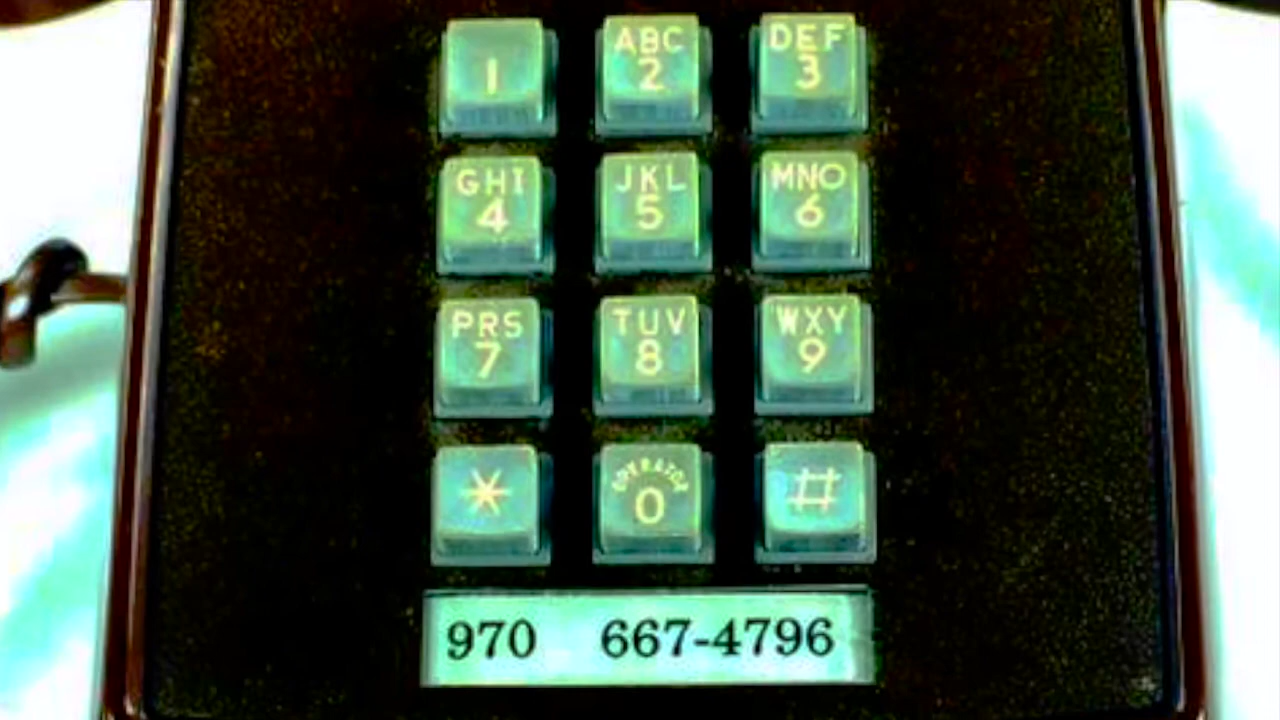 1 ABC 2 DEF 3
GHI 4 JKL 5 MNO 6
PRS 7 TUV 8 WXY 9
* OPERATOR 0 #
970 667-4796